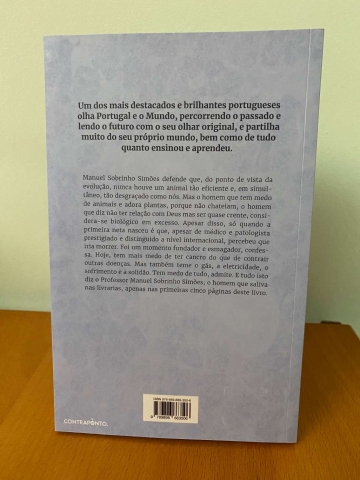 Um dos mais destacados e brilhantes portugueses
olha Portugal e o Mundo, percorrendo o passado e
lendo o futuro com o seu olhar original, e partilha
muito do seu próprio mundo, bem como de tudo
quanto ensinou e aprendeu.
Manuel Sobrinho Simões defende que, do ponto de vista da
evolução, nunca houve um animal tão eficiente e, em simul-
tâneo, tão desgraçado como nós. Mas o homem que tem medo
de animais e adora plantas, porque não chateiam, o homem
que diz não ter relação com Deus mas ser quase crente, consi-
dera-se biológico em excesso. Apesar disso, só quando a
primeira neta nasceu é que, apesar de médico e patologista
prestigiado e distinguido a nível internacional, percebeu que
iria morrer. Foi um momento fundador e esmagador, confes-
sa. Hoje, tem mais medo de ter cancro do que de contrair
outras doenças. Mas também teme o gás, a eletricidade, o
sofrimento e a solidão. Tem medo de tudo, admite. E tudo isto
diz o Professor Manuel Sobrinho Simões, o homem que saliva
nas livrarias, apenas nas primeiras cinco páginas deste livro.
CONTRAPONTO